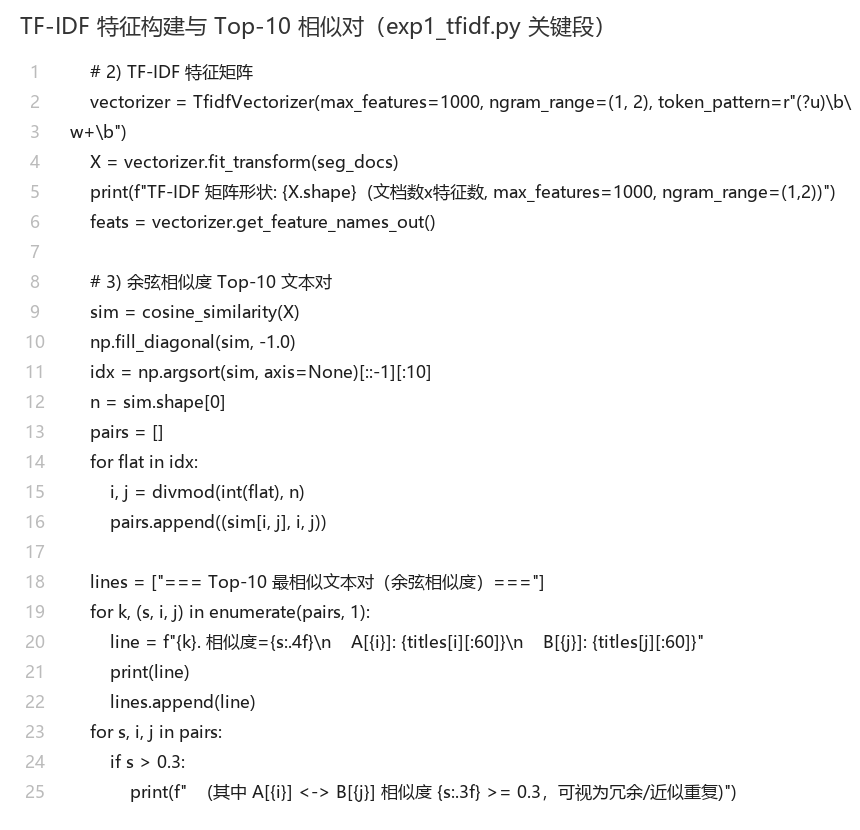 TF-IDF 特征构建与 Top-10 相似对（exp1_tfidf.py 关键段）
1     # 2) TF-IDF 特征矩阵
2     vectorizer = TfidfVectorizer(max_features=1000, ngram_range=(1, 2), token_pattern=r"(?u)\b\
3 w+\b")
4     X = vectorizer.fit_transform(seg_docs)
5     print(f"TF-IDF 矩阵形状: {X.shape}  (文档数x特征数, max_features=1000, ngram_range=(1,2))")
6     feats = vectorizer.get_feature_names_out()
7
8     # 3) 余弦相似度 Top-10 文本对
9     sim = cosine_similarity(X)
10     np.fill_diagonal(sim, -1.0)
11     idx = np.argsort(sim, axis=None)[::-1][:10]
12     n = sim.shape[0]
13     pairs = []
14     for flat in idx:
15         i, j = divmod(int(flat), n)
16         pairs.append((sim[i, j], i, j))
17
18     lines = ["=== Top-10 最相似文本对（余弦相似度）==="]
19     for k, (s, i, j) in enumerate(pairs, 1):
20         line = f"{k}. 相似度={s:.4f}\n    A[{i}]: {titles[i][:60]}\n    B[{j}]: {titles[j][:60]}"
21         print(line)
22         lines.append(line)
23     for s, i, j in pairs:
24         if s > 0.3:
25             print(f"    (其中 A[{i}] <-> B[{j}] 相似度 {s:.3f} >= 0.3，可视为冗余/近似重复)")